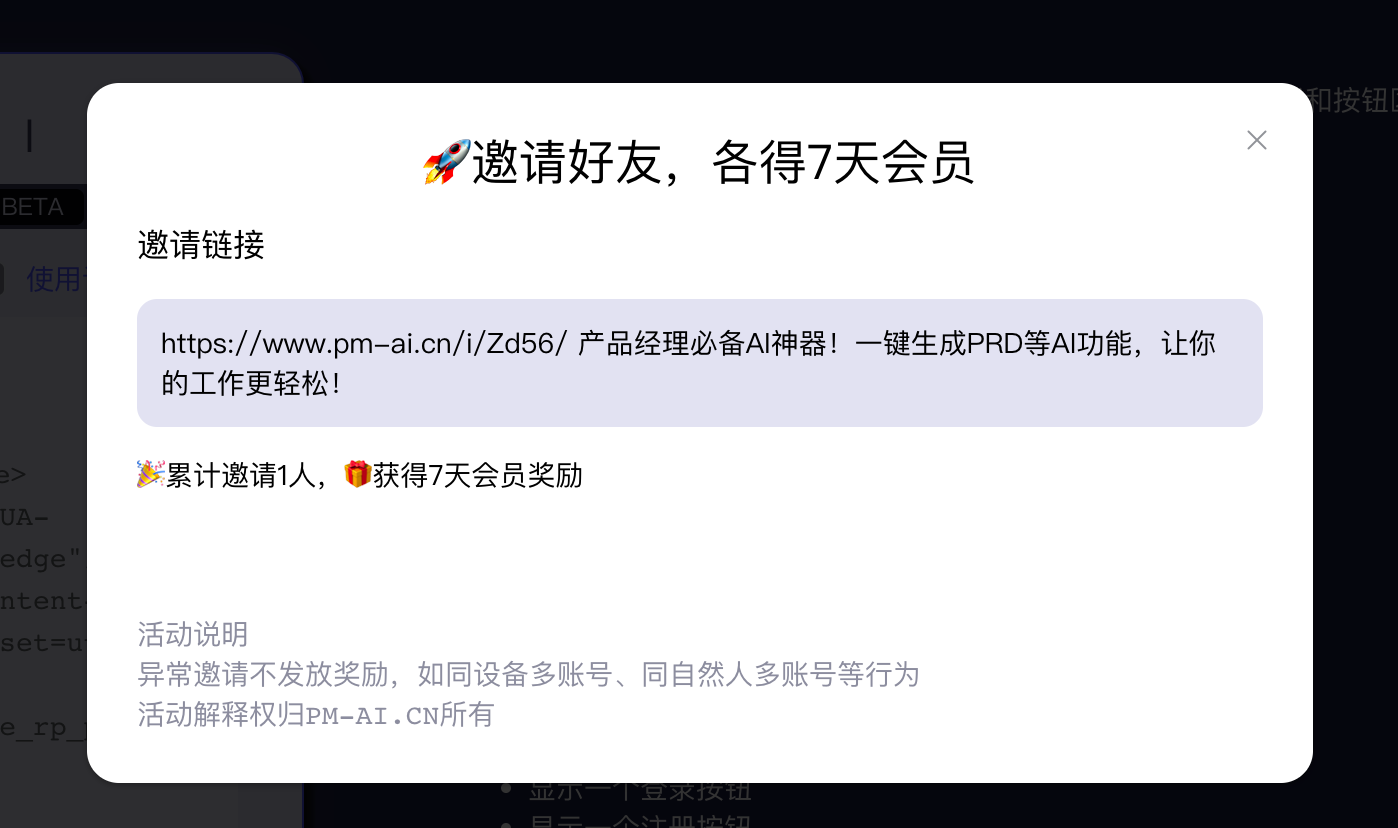 和按钮
🚀邀请好友，各得7天会员
BETA
邀请链接
使用
https://www.pm-ai.cn/i/Zd56/ 产品经理必备AI神器！一键生成PRD等AI功能，让你
的工作更轻松！
🎉累计邀请1人，🎁获得7天会员奖励
e>
UA-
edge"
ntent
set=u
活动说明
异常邀请不发放奖励，如同设备多账号、同自然人多账号等行为
活动解释权归PM-AI.CN所有
e_rp_
• 显示一个登录按钮
• 显示一个注册按钮